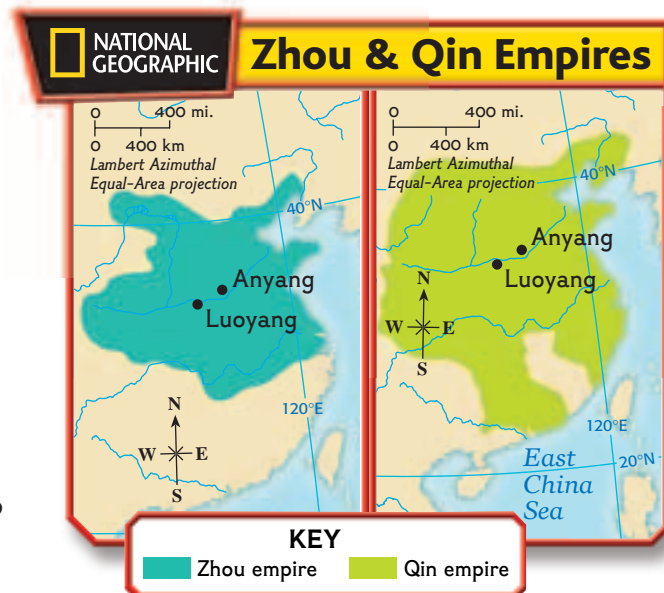 NATIONAL
GEOGRAPHIC
Zhou & Qin Empires
0 400 mi.
0 400 km
Lambert Azimuthal
Equal-Area projection
40°N
Anyang
Luoyang
N
W E
S
120°E
0 400 mi.
0 400 km
Lambert Azimuthal
Equal-Area projection
40°N
Anyang
Luoyang
N
W E
S
120°E
20°N
East
China
Sea
KEY
Zhou empire Qin empire